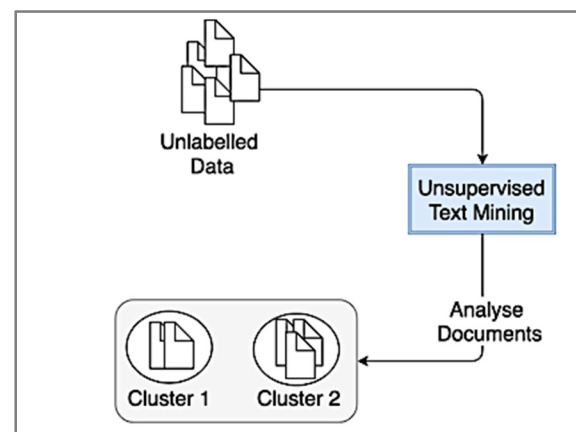 Unlabelled
Data
Unsupervised
Text Mining
Analyse
Documents
Cluster 1
Cluster 2